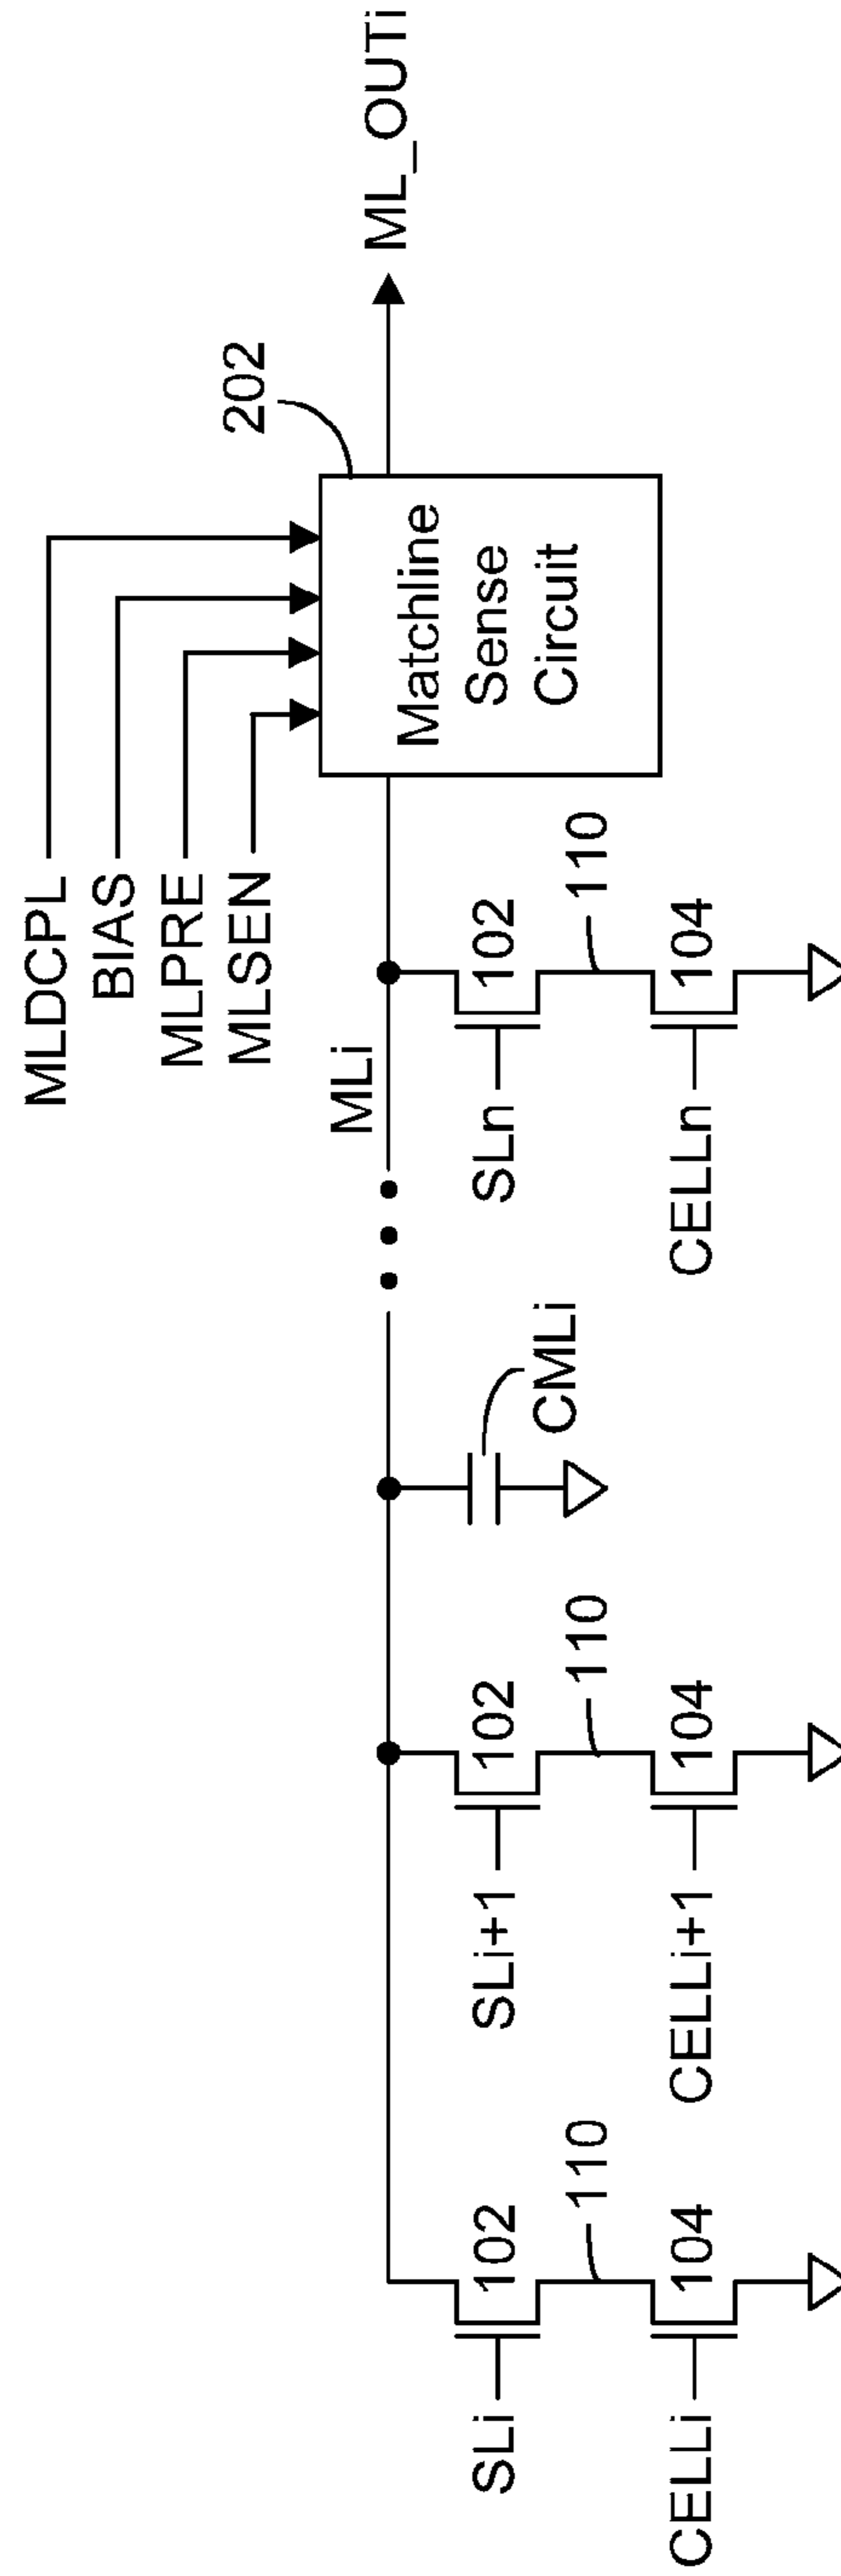 MLDCPL
BIAS
MLPRE
MLSEN
202
MLi
Matchline
Sense
Circuit
ML_OUTi
SLi
102
110
CELLi
104
SLi+1
102
110
CELLi+1
104
CMLi
SLn
102
110
CELLn
104